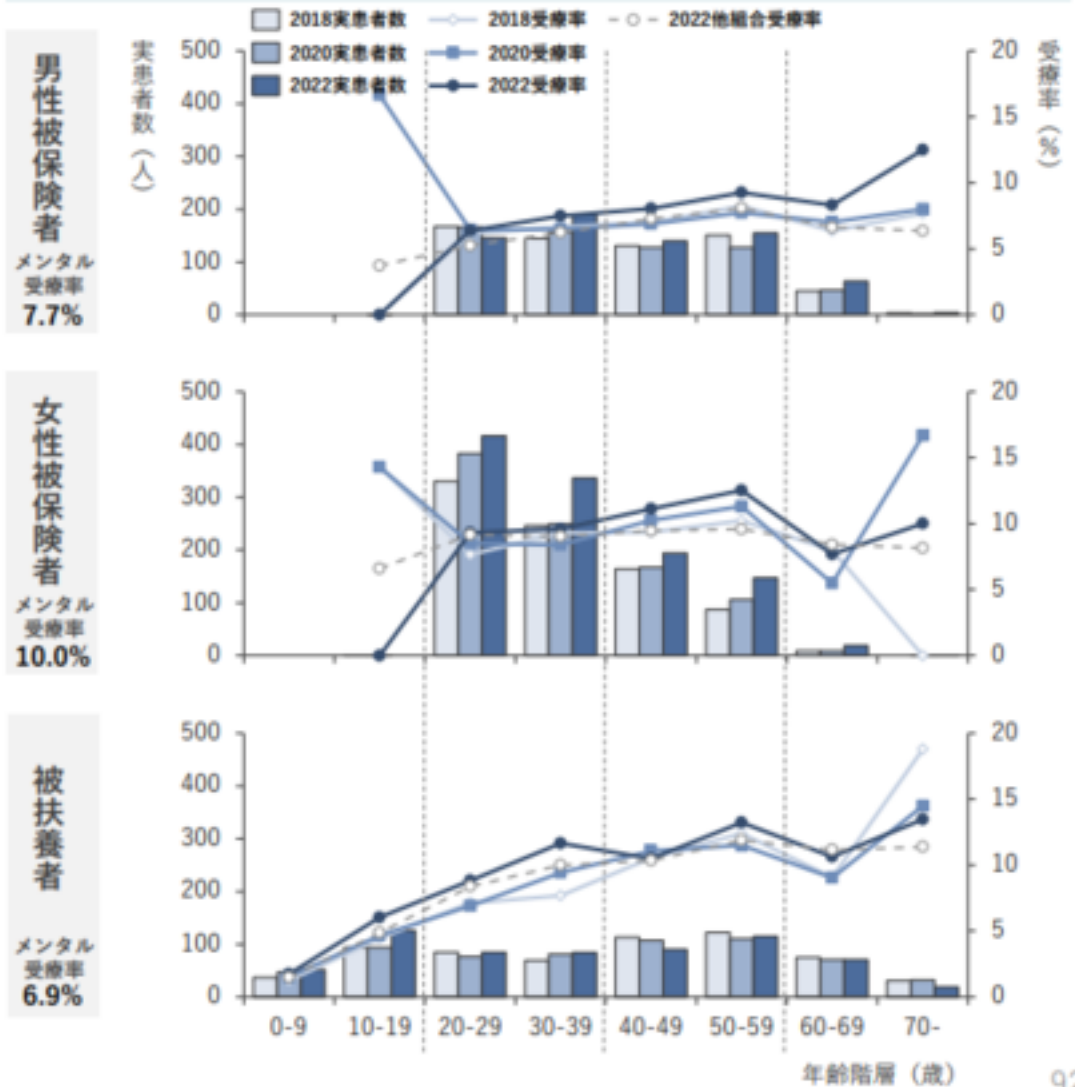 2018実患者数 2018受療率 2022他組合受療率
2020実患者数 2020受療率
2022実患者数 2022受療率
男性被保険者
メンタル
受療率
7.7%
実患者数（人）
500
400
300
200
100
0
受療率（%）
20
15
10
5
0
女性被保険者
メンタル
受療率
10.0%
500
400
300
200
100
0
20
15
10
5
0
被扶養者
メンタル
受療率
6.9%
500
400
300
200
100
0
20
15
10
5
0
0-9 10-19 20-29 30-39 40-49 50-59 60-69 70-
年齢階層（歳）